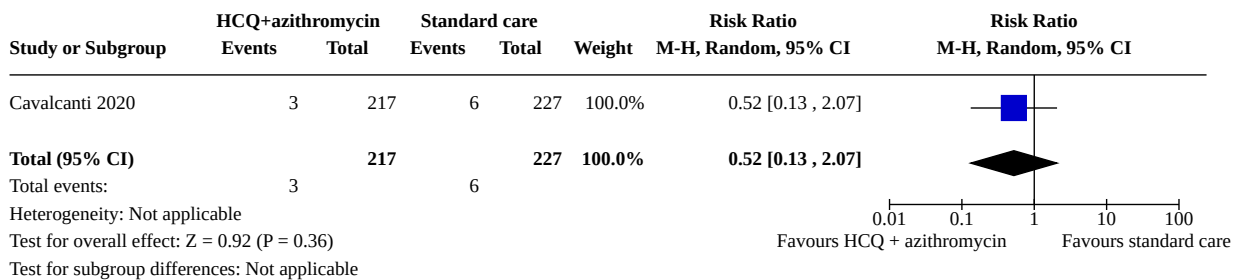 HCQ+azithromycin Standard care Risk Ratio Risk Ratio
Study or Subgroup Events Total Events Total Weight M-H, Random, 95% CI M-H, Random, 95% CI
Cavalcanti 2020 3 217 6 227 100.0% 0.52 [0.13 , 2.07]
Total (95% CI) 217 227 100.0% 0.52 [0.13 , 2.07]
Total events: 3 6
Heterogeneity: Not applicable
0.01 0.1 1 10 100
Test for overall effect: Z = 0.92 (P = 0.36) Favours HCQ + azithromycin Favours standard care
Test for subgroup differences: Not applicable